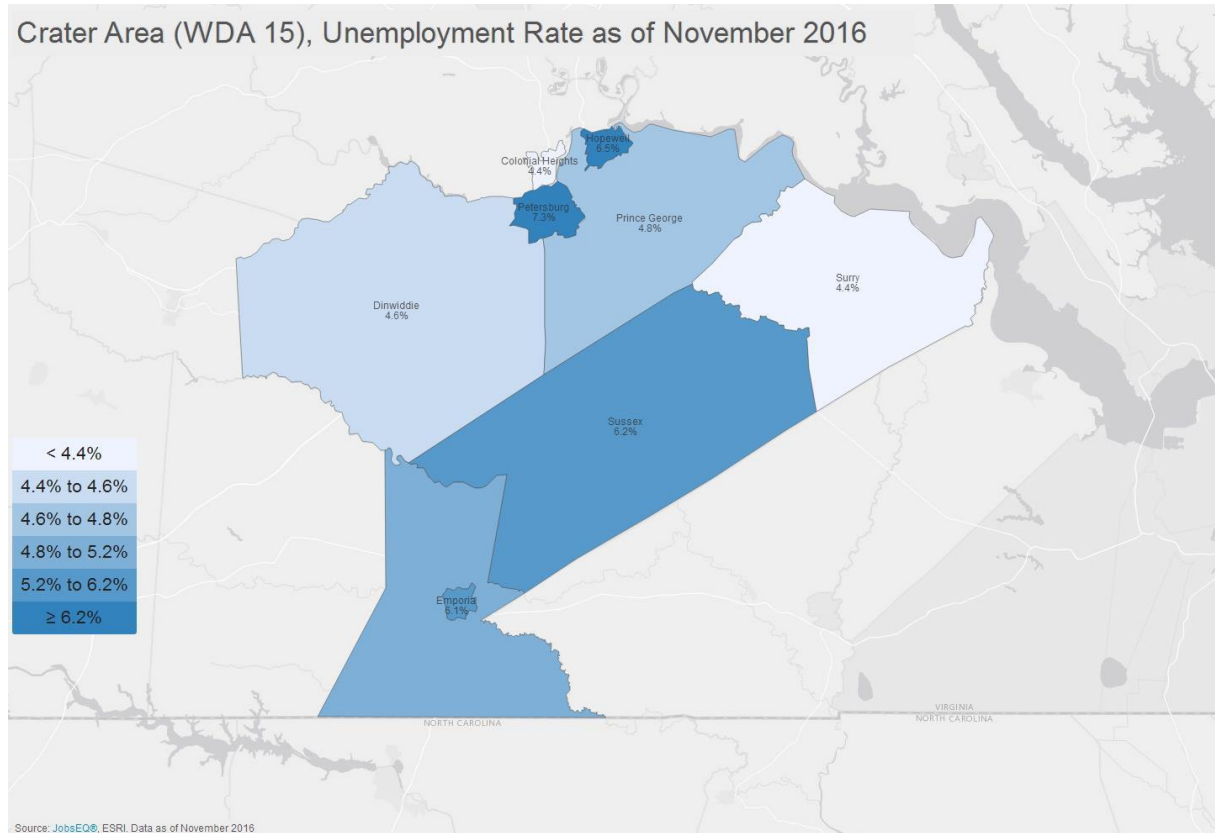 Crater Area (WDA 15), Unemployment Rate as of November 2016
Hopewell
6.5%
Colonial Heights
4.4%
Petersburg
7.3%
Prince George
4.8%
Surry
4.4%
Dinwiddie
4.6%
Sussex
6.2%
< 4.4%
4.4% to 4.6%
4.6% to 4.8%
4.8% to 5.2%
5.2% to 6.2%
≥ 6.2%
Emporia
6.1%
VIRGINIA
NORTH CAROLINA
NORTH CAROLINA
Source: JobsEQ®, ESRI. Data as of November 2016